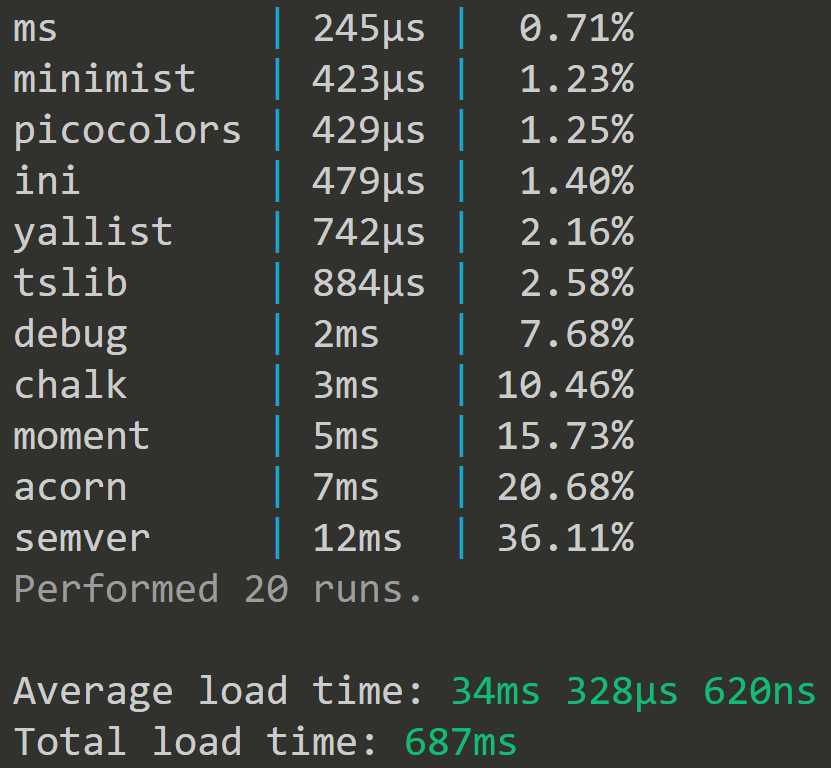 ms | 245μs | 0.71%
minimist | 423μs | 1.23%
picocolors | 429μs | 1.25%
ini | 479μs | 1.40%
yallist | 742μs | 2.16%
tslib | 884μs | 2.58%
debug | 2ms | 7.68%
chalk | 3ms | 10.46%
moment | 5ms | 15.73%
acorn | 7ms | 20.68%
semver | 12ms | 36.11%
Performed 20 runs.
Average load time: 34ms 328μs 620ns
Total load time: 687ms